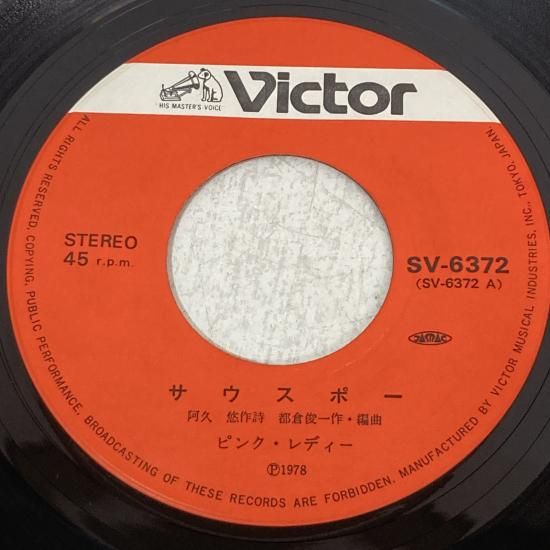 Victor
"HIS MASTER'S VOICE"
STEREO
45 r.p.m.
SV-6372
(SV-6372 A)
JASRAC
サウスポー
阿久 悠作詩 都倉俊一作・編曲
ピンク・レディー
Ⓟ1978
ALL RIGHTS RESERVED. COPYING, PUBLIC PERFORMANCE, BROADCASTING OF THESE RECORDS ARE FORBIDDEN. MANUFACTURED BY VICTOR MUSICAL INDUSTRIES, INC., TOKYO, JAPAN.